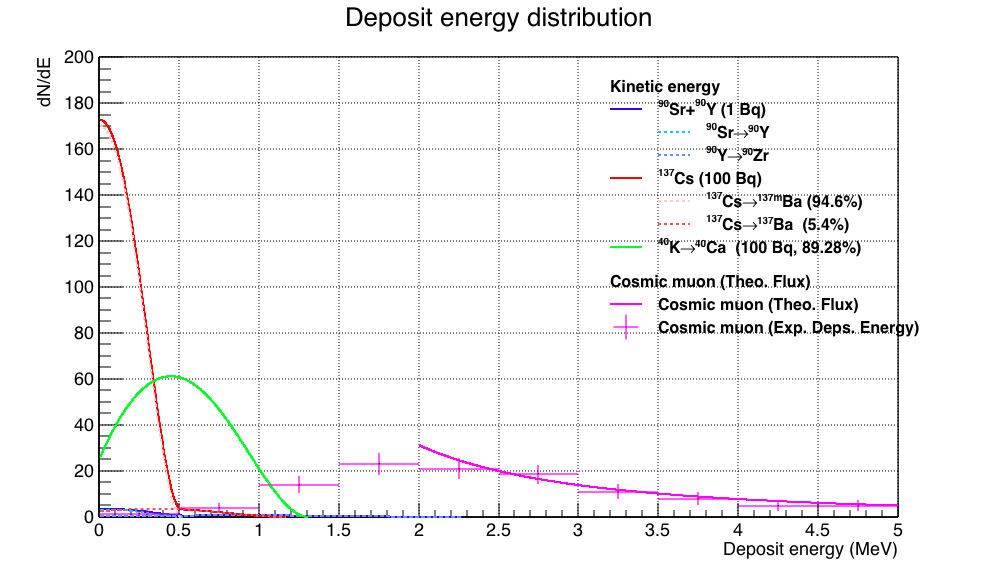 Deposit energy distribution
dN/dE
200
180
160
140
120
100
80
60
40
20
0
Kinetic energy
⁹⁰Sr+⁹⁰Y (1 Bq)
⁹⁰Sr→⁹⁰Y
⁹⁰Y→⁹⁰Zr
¹³⁷Cs (100 Bq)
¹³⁷Cs→¹³⁷ᵐBa (94.6%)
¹³⁷Cs→¹³⁷Ba (5.4%)
⁴⁰K→⁴⁰Ca (100 Bq, 89.28%)
Cosmic muon (Theo. Flux)
Cosmic muon (Theo. Flux)
Cosmic muon (Exp. Deps. Energy)
0 0.5 1 1.5 2 2.5 3 3.5 4 4.5 5
Deposit energy (MeV)